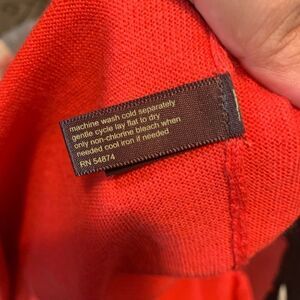 machine wash cold separately
gentle cycle lay flat to dry
only non-chlorine bleach when
needed cool iron if needed
RN 54874